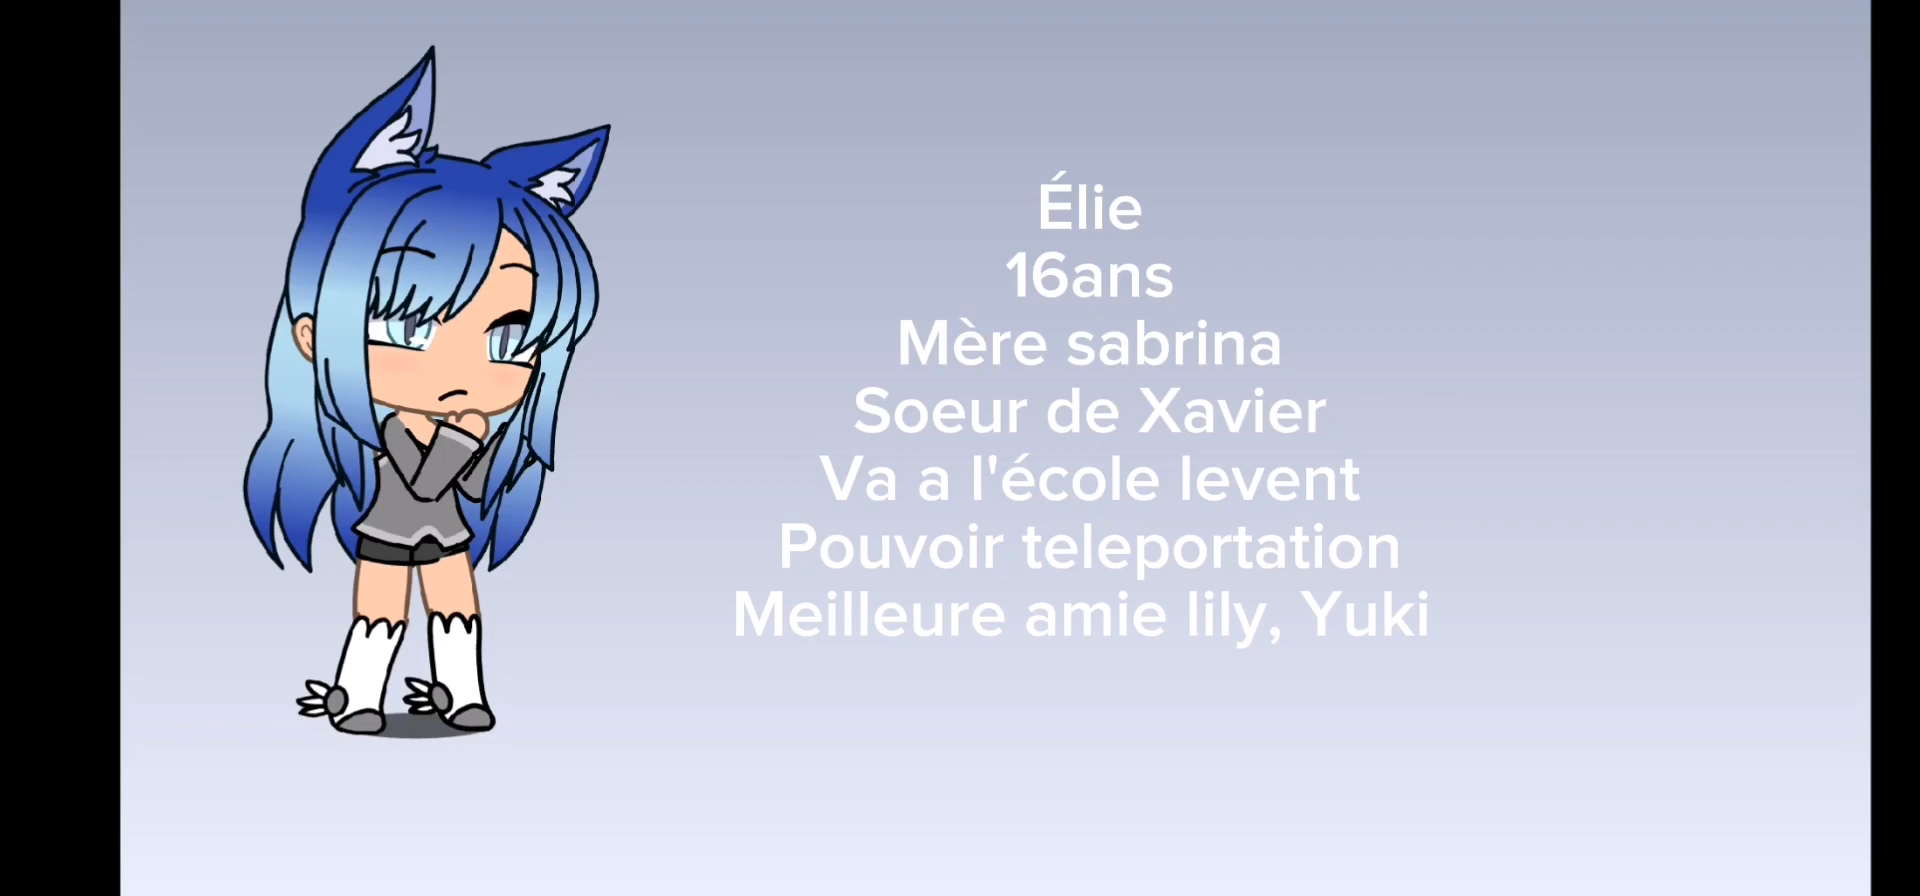 Élie
16ans
Mère sabrina
Soeur de Xavier
Va a l'école levent
Pouvoir teleportation
Meilleure amie lily, Yuki